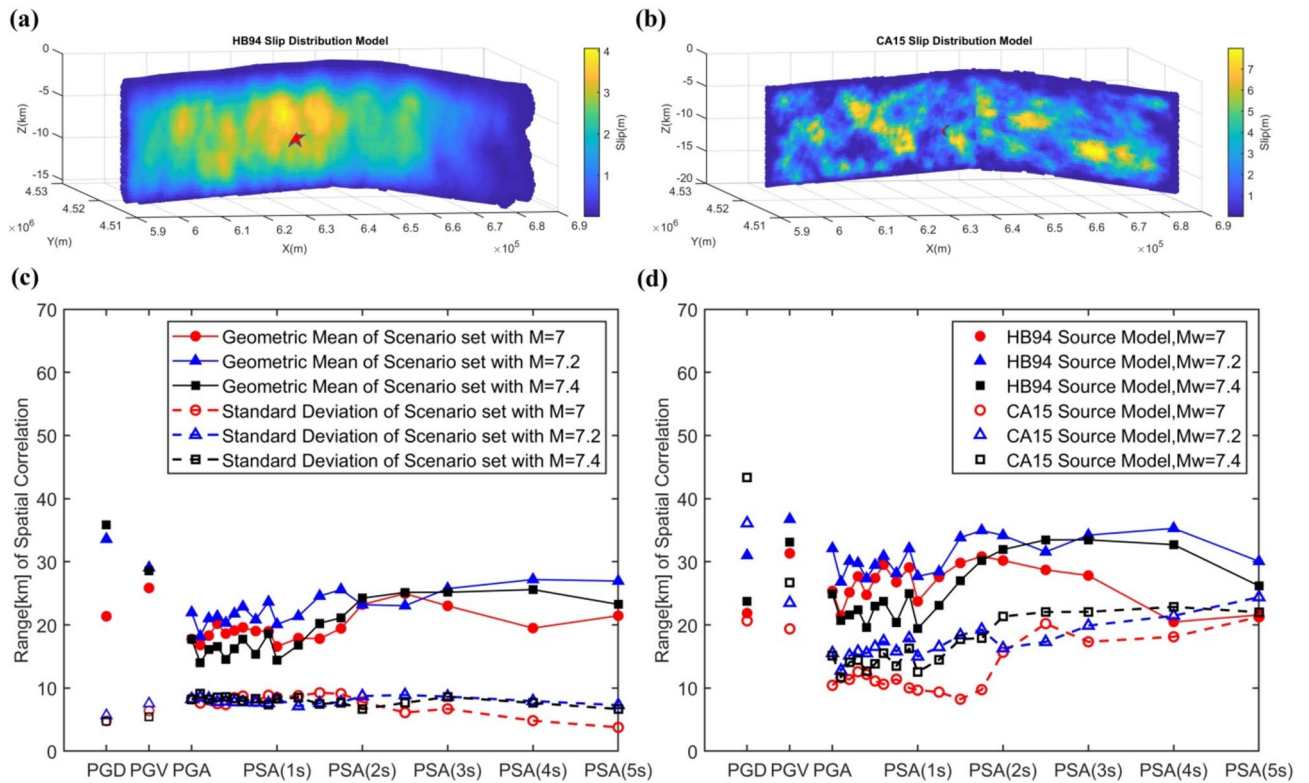 (a)
HB94 Slip Distribution Model
0
-5
-10
-15
Z(km)
4.53
4.52
4.51
×10⁶
Y(m)
5.9
6
6.1
6.2
6.3
6.4
6.5
6.6
6.7
6.8
6.9
×10⁵
X(m)
4
3
2
1
Slip(m)
(b)
CA15 Slip Distribution Model
0
-5
-10
-15
-20
Z(km)
4.53
4.52
4.51
×10⁶
Y(m)
5.9
6
6.1
6.2
6.3
6.4
6.5
6.6
6.7
6.8
6.9
×10⁵
X(m)
7
6
5
4
3
2
1
Slip(m)
(c)
70
60
50
40
30
20
10
0
Range[km] of Spatial Correlation
Geometric Mean of Scenario set with M=7
Geometric Mean of Scenario set with M=7.2
Geometric Mean of Scenario set with M=7.4
Standard Deviation of Scenario set with M=7
Standard Deviation of Scenario set with M=7.2
Standard Deviation of Scenario set with M=7.4
PGD PGV PGA PSA(1s) PSA(2s) PSA(3s) PSA(4s) PSA(5s)
(d)
70
60
50
40
30
20
10
0
Range[km] of Spatial Correlation
HB94 Source Model,Mw=7
HB94 Source Model,Mw=7.2
HB94 Source Model,Mw=7.4
CA15 Source Model,Mw=7
CA15 Source Model,Mw=7.2
CA15 Source Model,Mw=7.4
PGD PGV PGA PSA(1s) PSA(2s) PSA(3s) PSA(4s) PSA(5s)